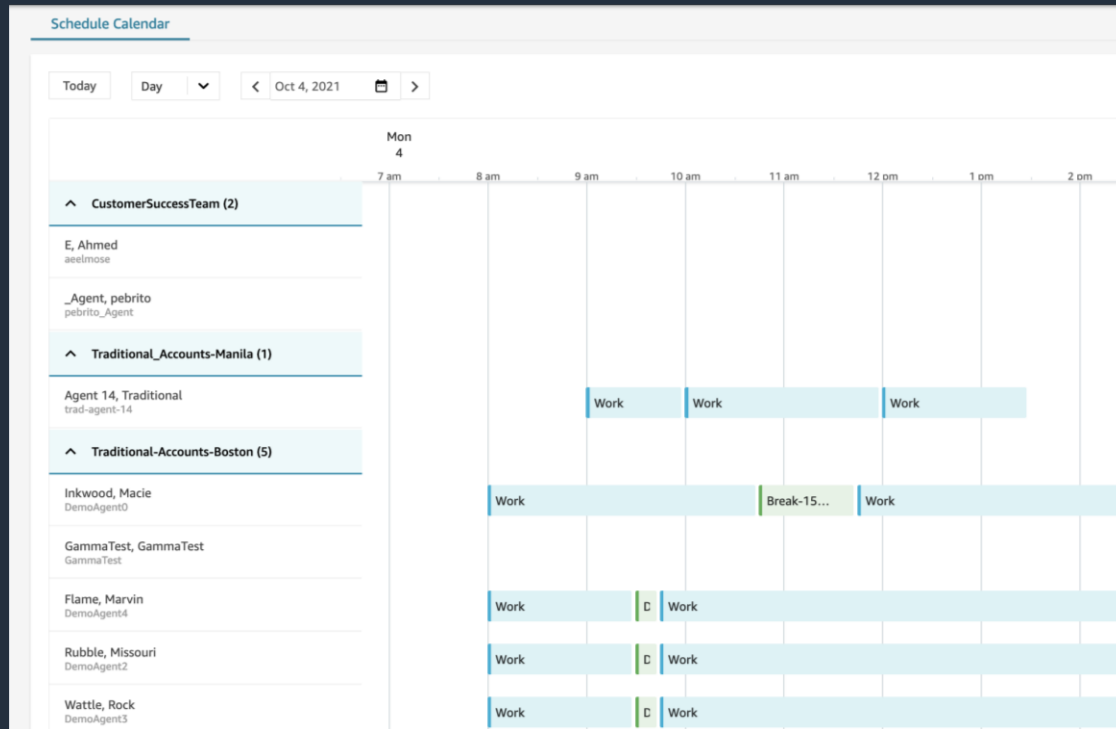 Schedule Calendar
Today Day Oct 4, 2021
Mon
4
7 am 8 am 9 am 10 am 11 am 12 pm 1 pm 2 pm
CustomerSuccessTeam (2)
E, Ahmed
aeelmose
_Agent, pebrito
pebrito_Agent
Traditional_Accounts-Manila (1)
Agent 14, Traditional
trad-agent-14
Work Work Work
Traditional-Accounts-Boston (5)
Inkwood, Macie
DemoAgent0
Work Break-15... Work
GammaTest, GammaTest
GammaTest
Flame, Marvin
DemoAgent4
Work Work
Rubble, Missouri
DemoAgent2
Work Work
Wattle, Rock
DemoAgent3
Work Work